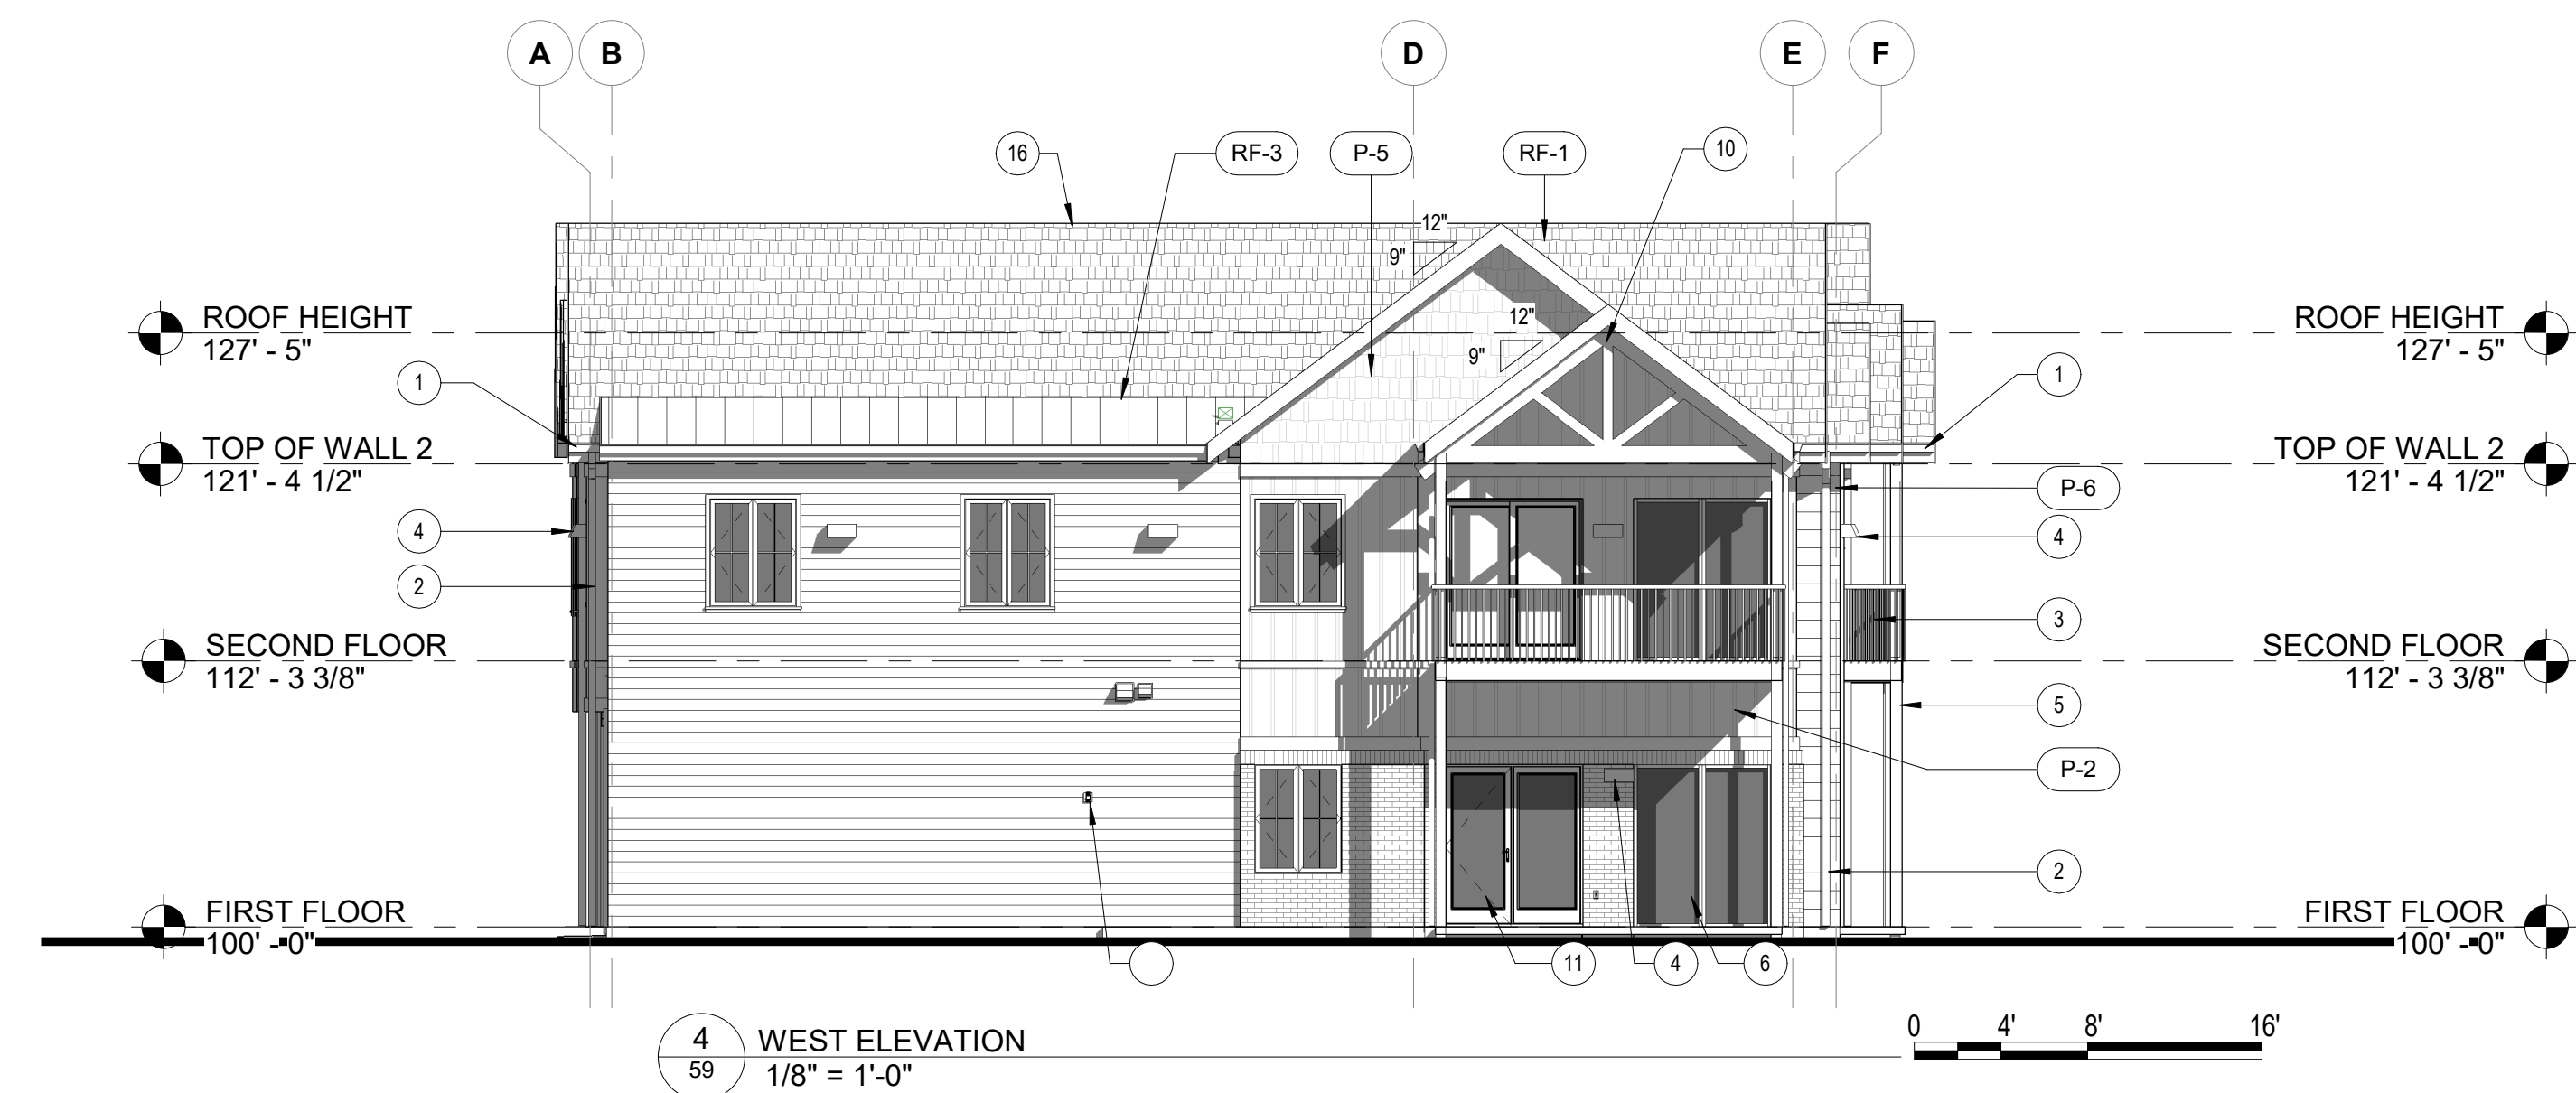 A B D E F
16 RF-3 P-5 RF-1 10
12"
9"
12"
9"
ROOF HEIGHT
127' - 5"
1
TOP OF WALL 2
121' - 4 1/2"
4
2
SECOND FLOOR
112' - 3 3/8"
FIRST FLOOR
100' - 0"
ROOF HEIGHT
127' - 5"
1
TOP OF WALL 2
121' - 4 1/2"
P-6
4
3
SECOND FLOOR
112' - 3 3/8"
5
P-2
2
FIRST FLOOR
100' - 0"
11 4 6
4
59
WEST ELEVATION
1/8" = 1'-0"
0 4' 8' 16'